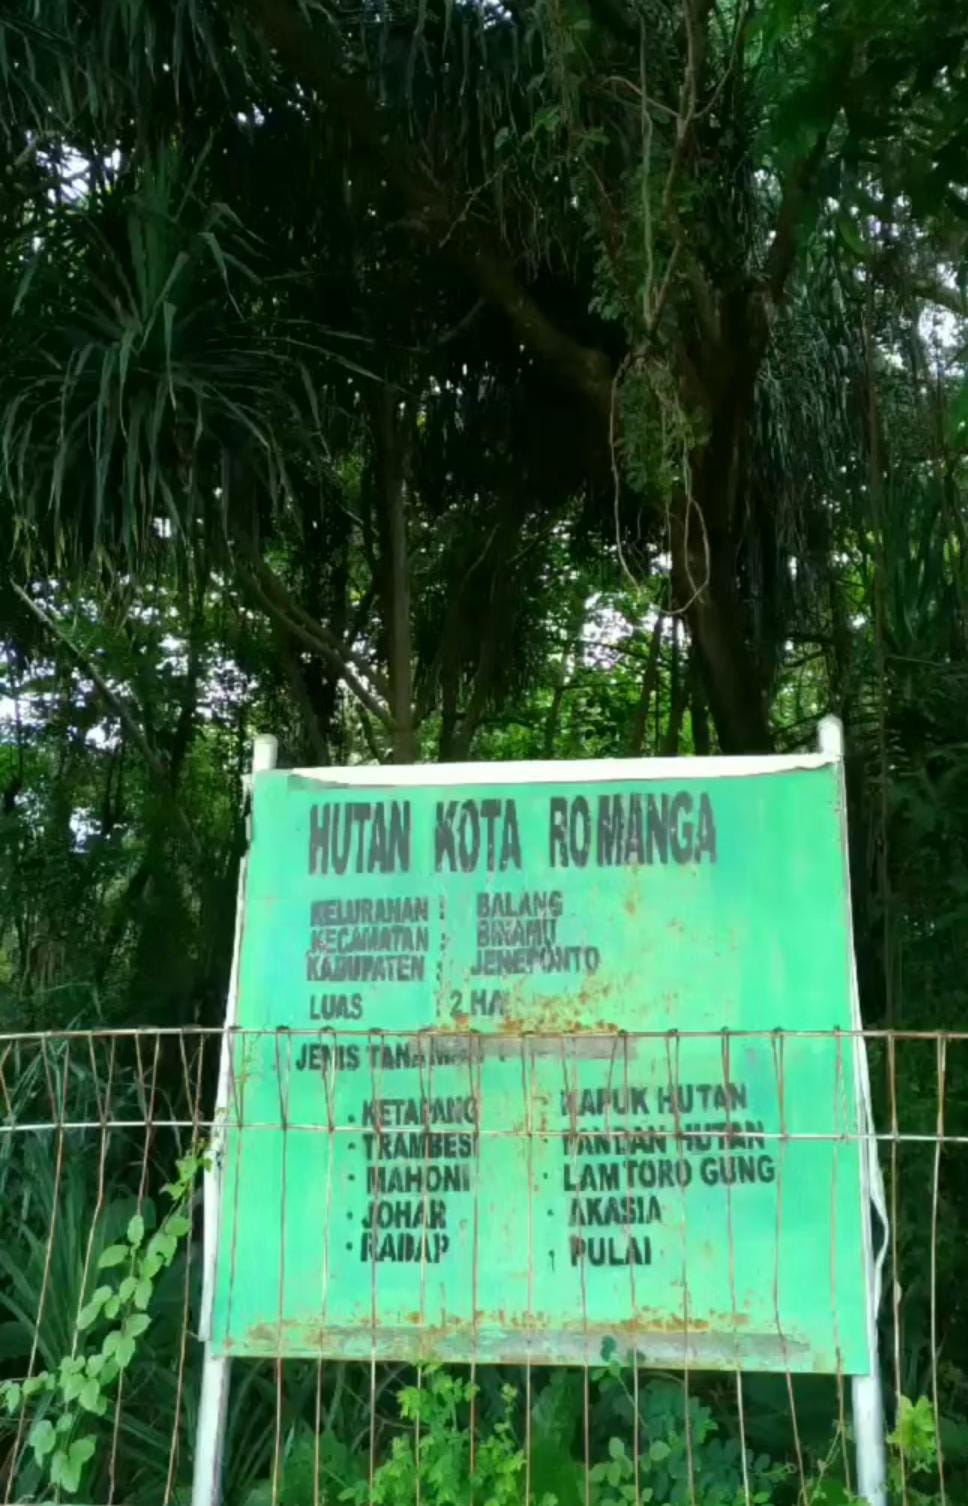 HUTAN KOTA ROMANGA
KELURAHAN : BALANG
KECAMATAN : BINAMU
KABUPATEN : JENEPONTO
LUAS : 2 HA
JENIS TANAMAN :
· KETAPANG
· TRAMBESI
· MAHONI
· JOHAR
· RADAP
· KAPUK HUTAN
· PANDAN HUTAN
· LAMTORO GUNG
· AKASIA
· PULAI